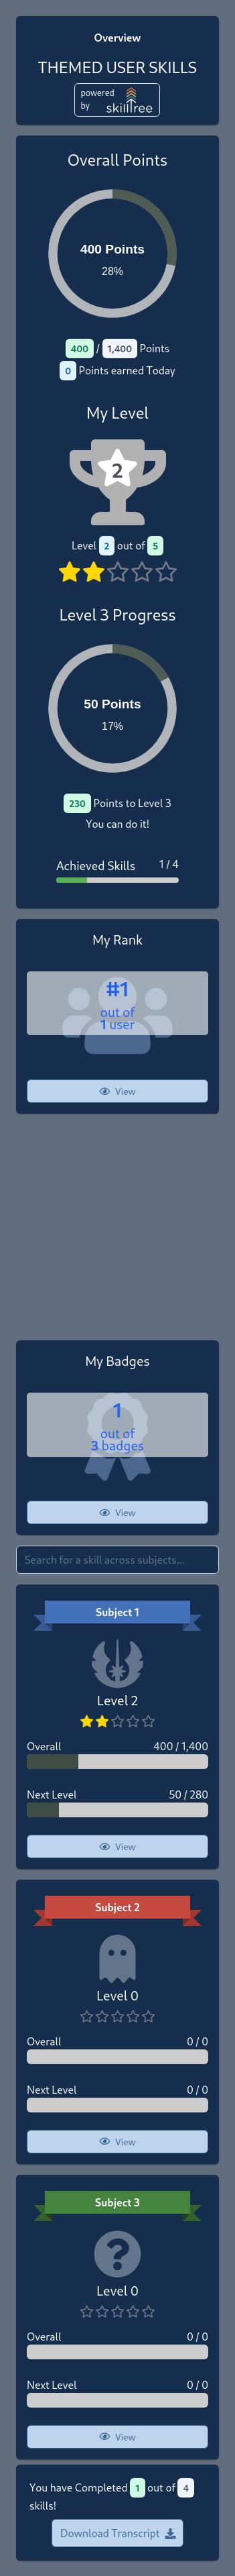 Overview
THEMED USER SKILLS
powered
by
skilltree
Overall Points
400 Points
28%
400 / 1,400 Points
0 Points earned Today
My Level
2
Level 2 out of 5
Level 3 Progress
50 Points
17%
230 Points to Level 3
You can do it!
Achieved Skills 1 / 4
My Rank
#1
out of
1 user
View
My Badges
1
out of
3 badges
View
Search for a skill across subjects...
Subject 1
Level 2
Overall 400 / 1,400
Next Level 50 / 280
View
Subject 2
Level 0
Overall 0 / 0
Next Level 0 / 0
View
Subject 3
Level 0
Overall 0 / 0
Next Level 0 / 0
View
You have Completed 1 out of 4
skills!
Download Transcript